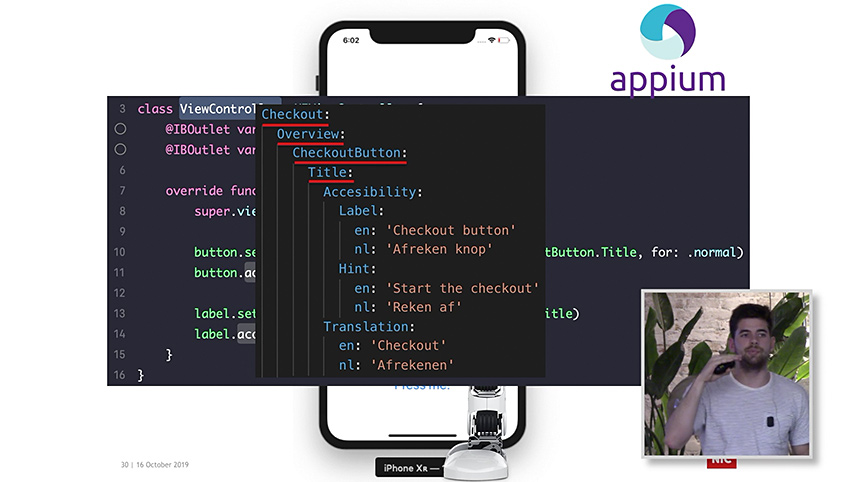 6:02
appium
3 class ViewControl
@IBOutlet var
@IBOutlet var
6
7 override func
8 super.vie
9
10 button.se tButton.Title, for: .normal)
11 button.ac
12
13 label.set itle)
14 label.acc
15 }
16 }
Checkout:
Overview:
CheckoutButton:
Title:
Accesibility:
Label:
en: 'Checkout button'
nl: 'Afreken knop'
Hint:
en: 'Start the checkout'
nl: 'Reken af'
Translation:
en: 'Checkout'
nl: 'Afrekenen'
Press me!
30 | 16 October 2019
iPhone XR —